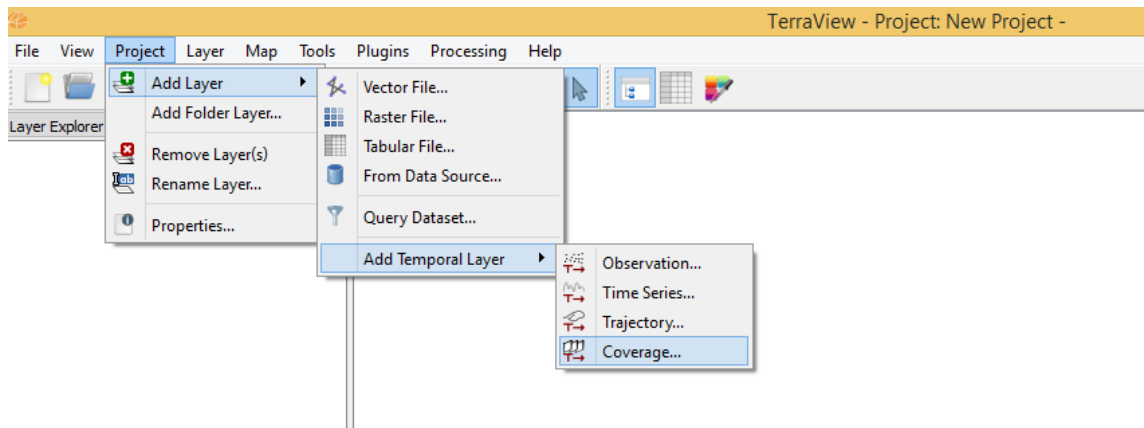 TerraView - Project: New Project -
File View Project Layer Map Tools Plugins Processing Help
Layer Explorer
Add Layer
Add Folder Layer...
Remove Layer(s)
Rename Layer...
Properties...
Vector File...
Raster File...
Tabular File...
From Data Source...
Query Dataset...
Add Temporal Layer
Observation...
Time Series...
Trajectory...
Coverage...